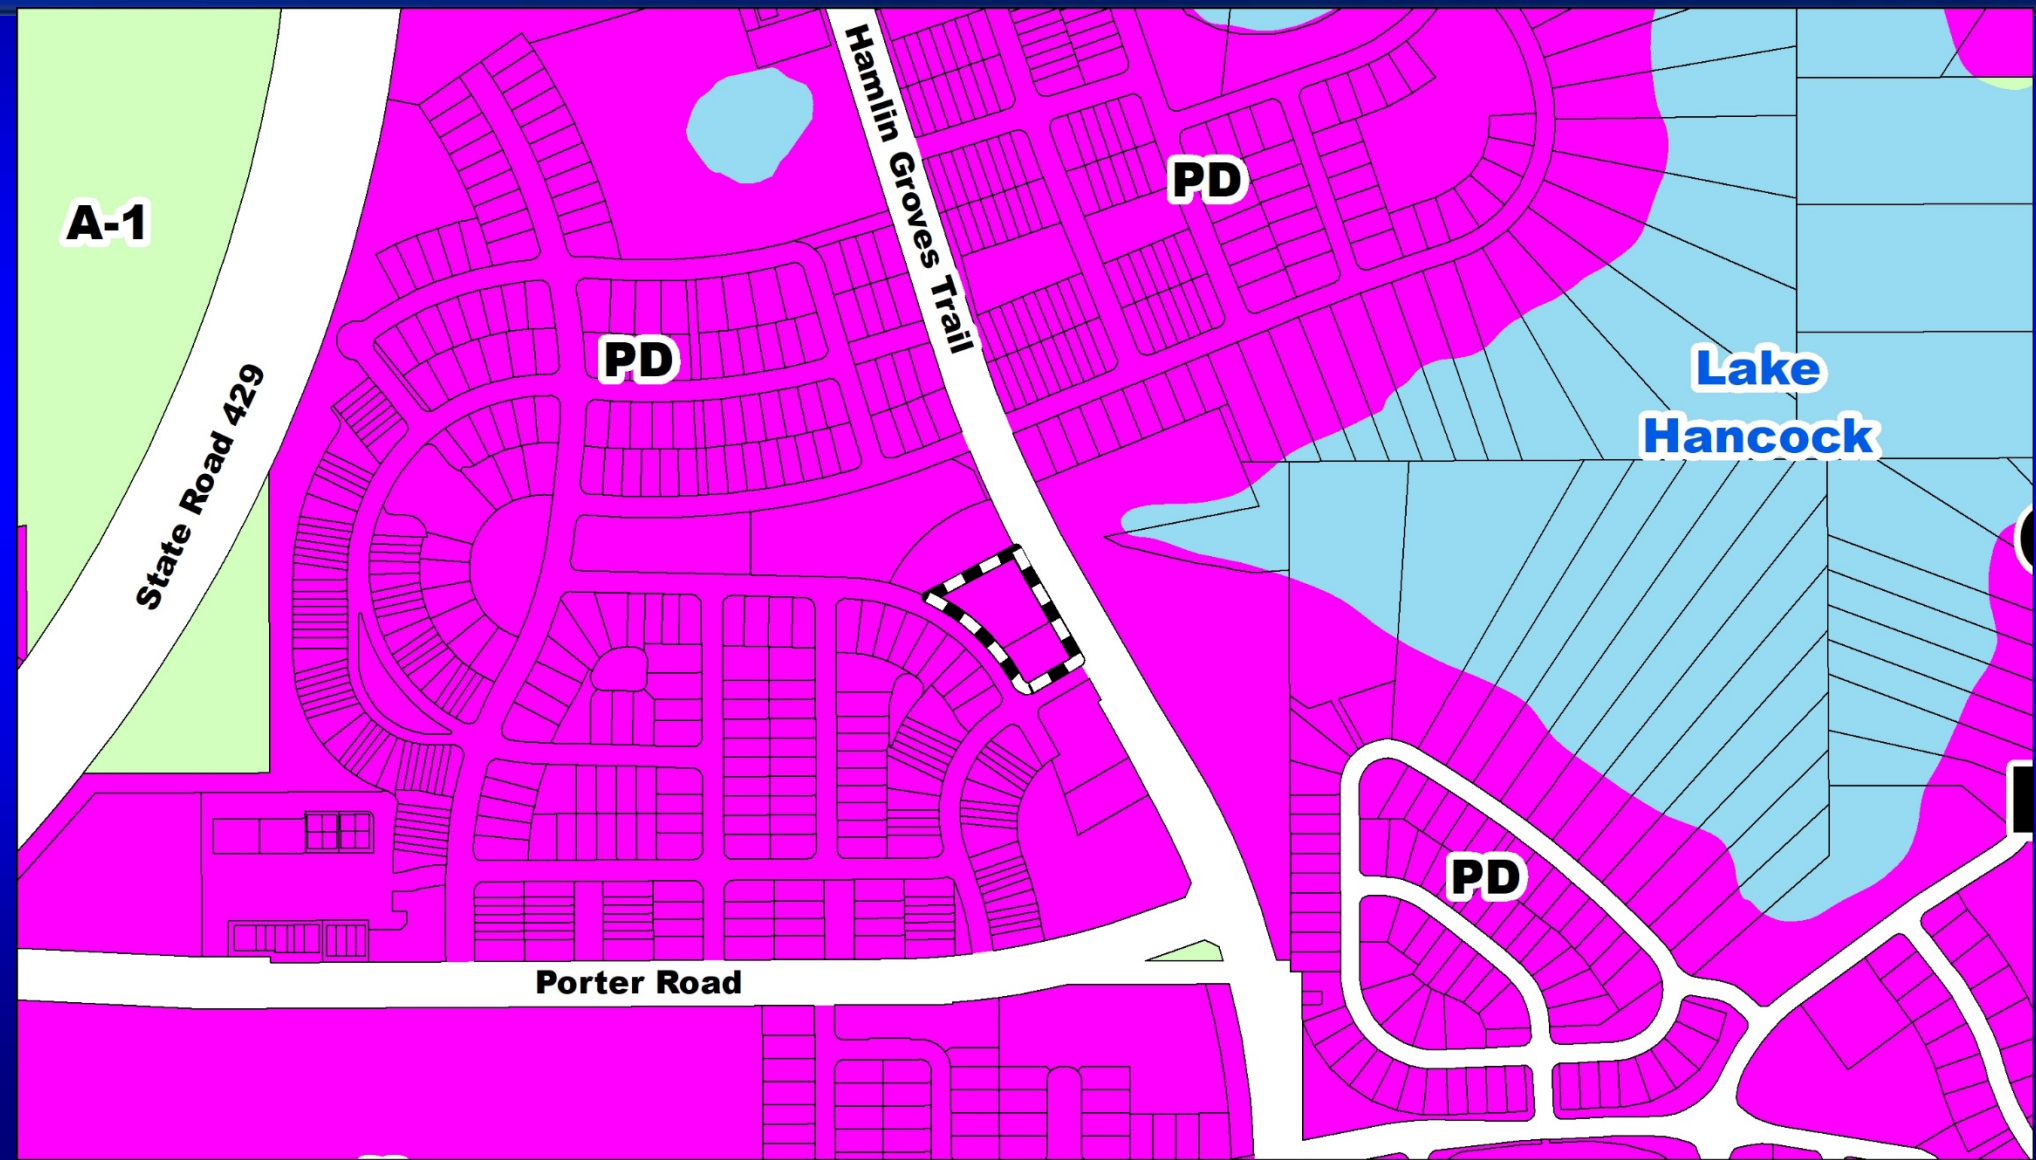 Hamlin Groves Trail
PD
A-1
PD
Lake
Hancock
State Road 429
PD
Porter Road